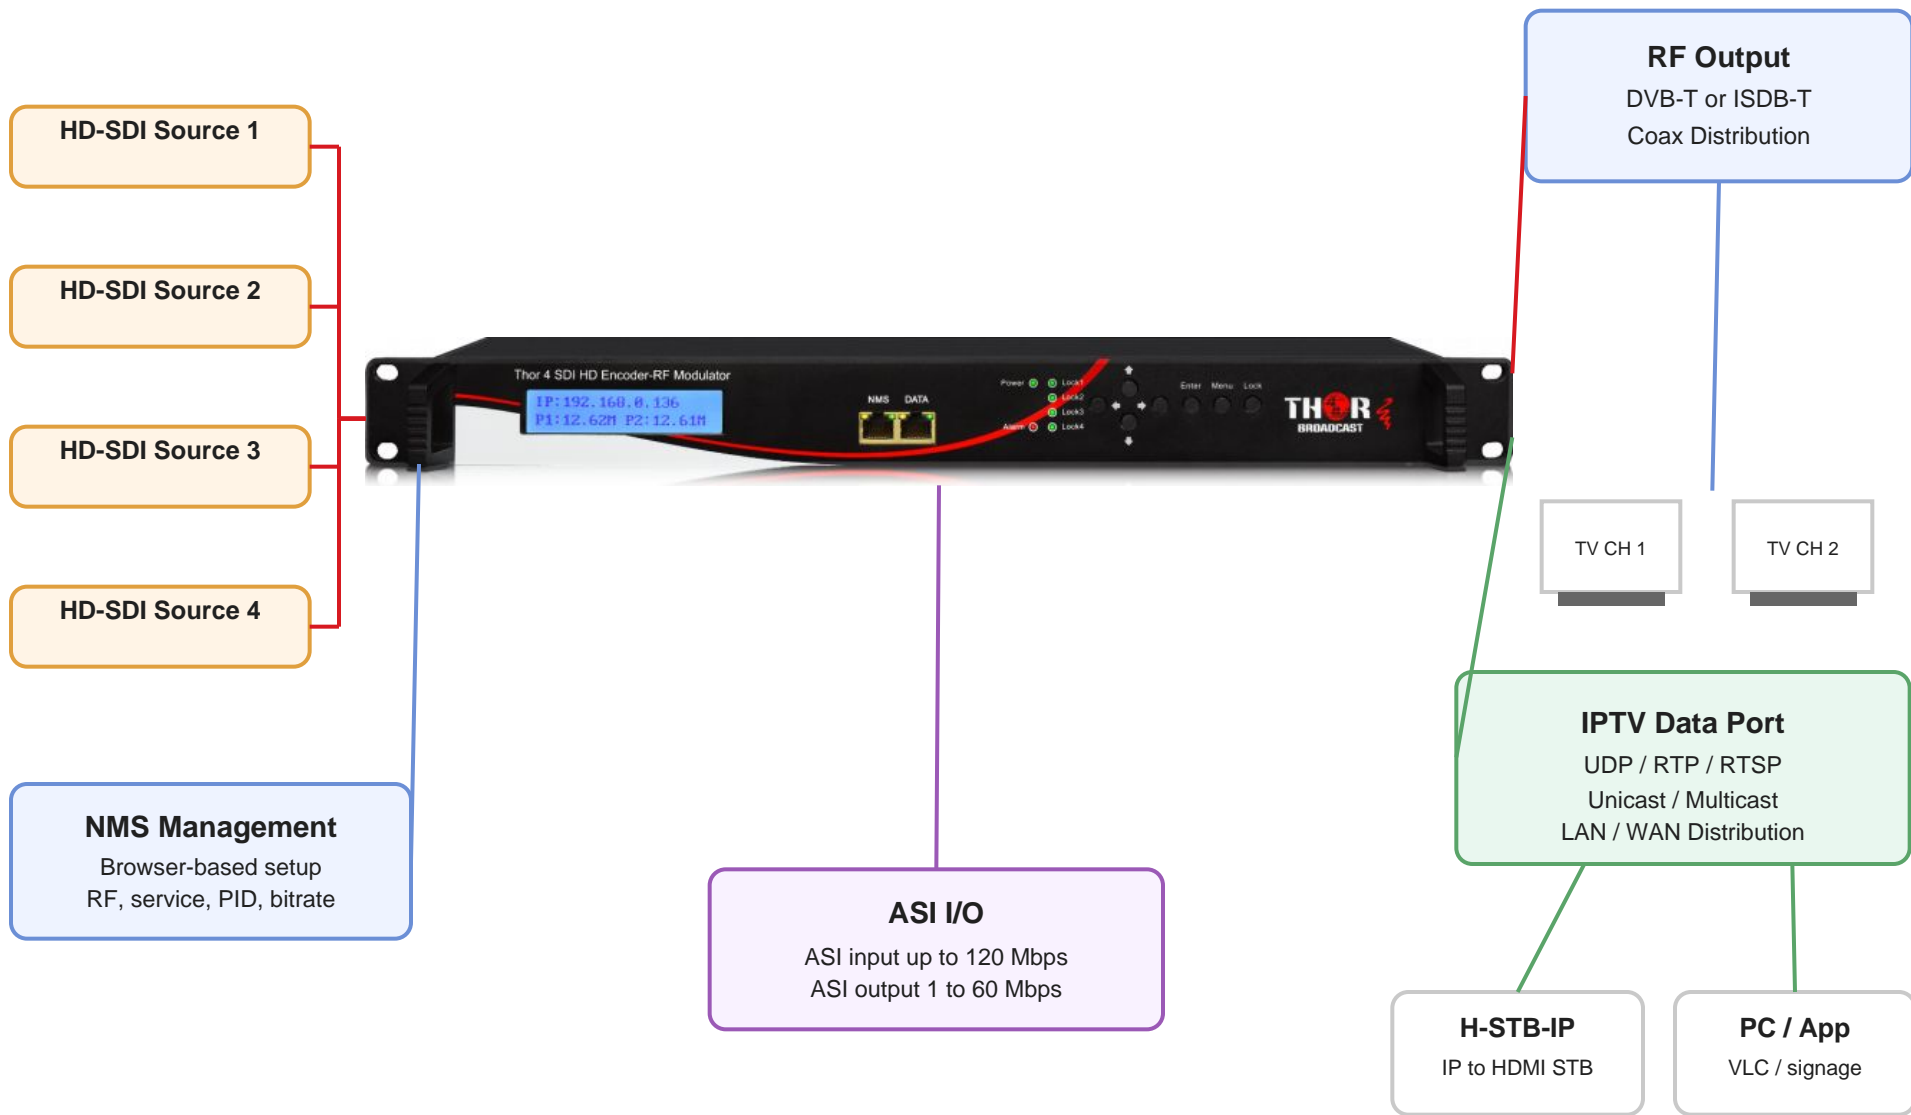 HD-SDI Source 1
HD-SDI Source 2
HD-SDI Source 3
HD-SDI Source 4
RF Output
DVB-T or ISDB-T
Coax Distribution
Thor 4 SDI HD Encoder-RF Modulator
IP:192.168.0.136
P1:12.62M P2:12.61M
NMS DATA
Power Lock1
Lock2
Lock3
Alarm Lock4
Enter Menu Lock
THOR
BROADCAST
TV CH 1
TV CH 2
NMS Management
Browser-based setup
RF, service, PID, bitrate
ASI I/O
ASI input up to 120 Mbps
ASI output 1 to 60 Mbps
IPTV Data Port
UDP / RTP / RTSP
Unicast / Multicast
LAN / WAN Distribution
H-STB-IP
IP to HDMI STB
PC / App
VLC / signage